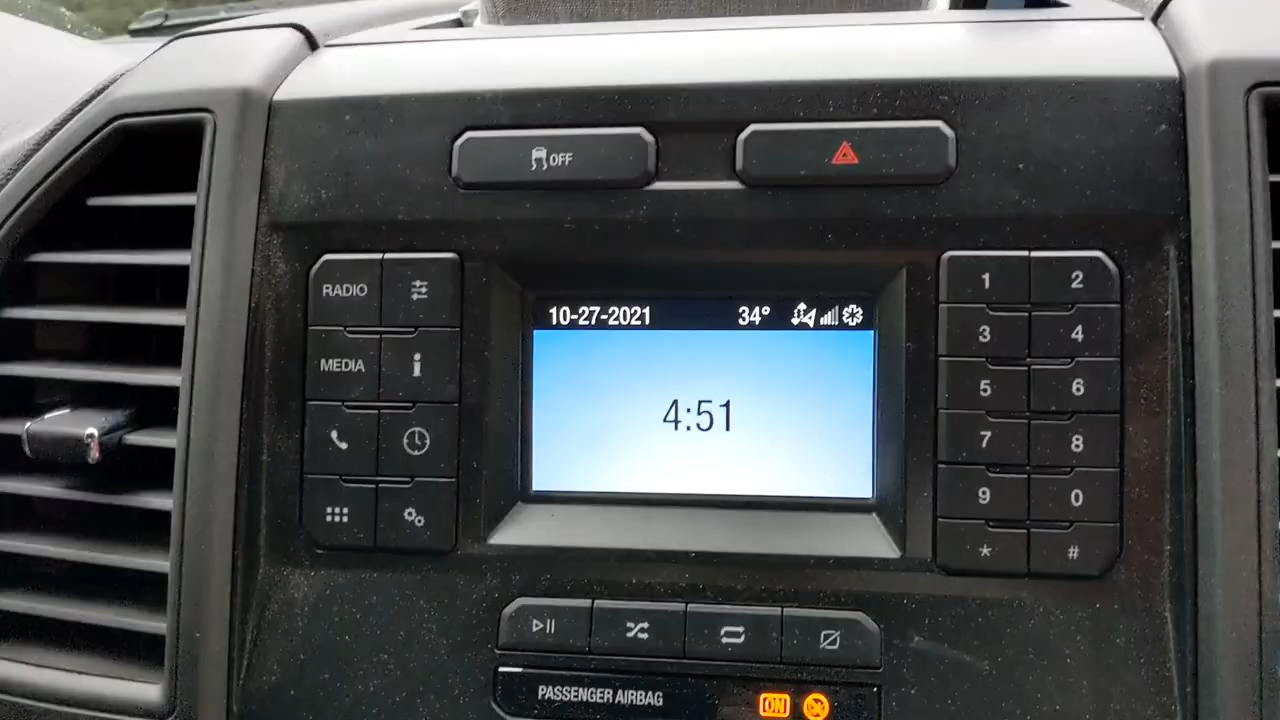 OFF
RADIO
MEDIA
10-27-2021 34°
4:51
1 2
3 4
5 6
7 8
9 0
* #
PASSENGER AIRBAG ON